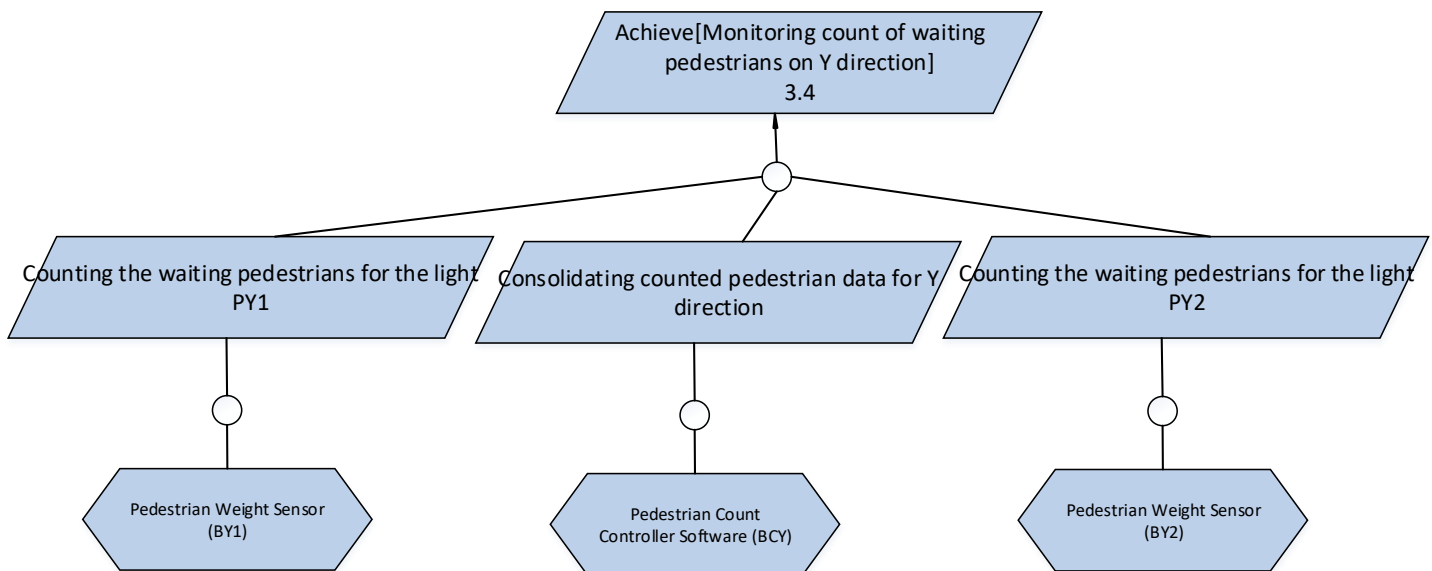 Achieve[Monitoring count of waiting
pedestrians on Y direction]
3.4
Counting the waiting pedestrians for the light
PY1
Consolidating counted pedestrian data for Y
direction
Counting the waiting pedestrians for the light
PY2
Pedestrian Weight Sensor
(BY1)
Pedestrian Count
Controller Software (BCY)
Pedestrian Weight Sensor
(BY2)